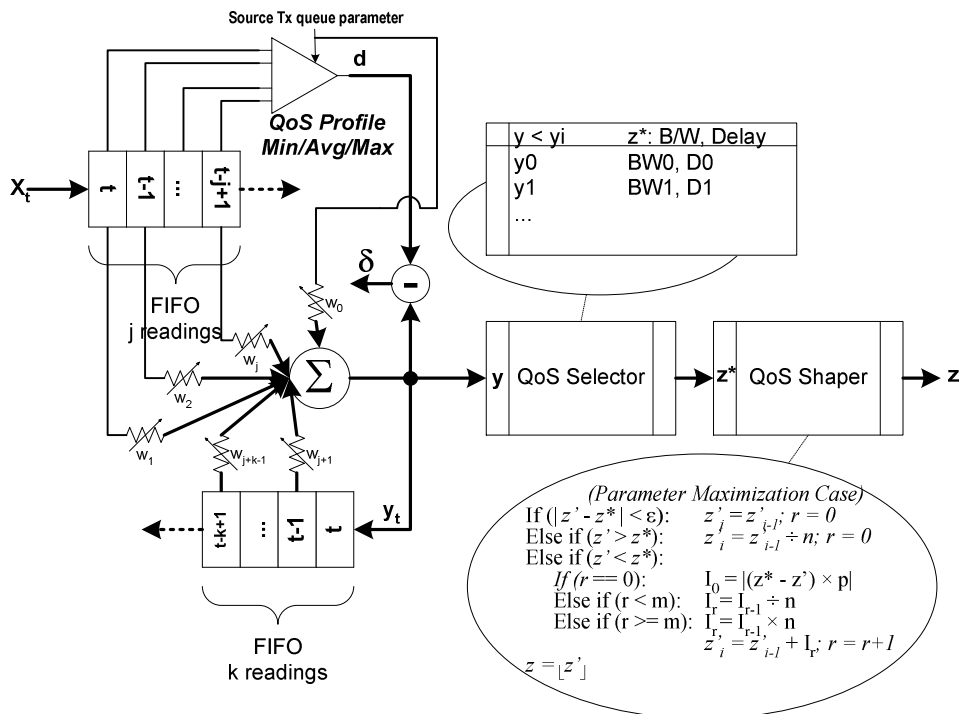 Source Tx queue parameter
d
QoS Profile
Min/Avg/Max
X_t
t
t-1
...
t-j+1
FIFO
j readings
w_0
w_j
w_2
w_1
w_{j+k-1}
w_{j+1}
Σ
δ
-
y < yi z*: B/W, Delay
y0 BW0, D0
y1 BW1, D1
...
y QoS Selector
z* QoS Shaper
z
t-k+1
...
t-1
t
y_t
FIFO
k readings
(Parameter Maximization Case)
If (|z' - z*| < ε): z'_i = z'_{i-1}; r = 0
Else if (z' > z*): z'_i = z'_{i-1} ÷ n; r = 0
Else if (z' < z*):
If (r == 0): I_0 = |(z* - z') × p|
Else if (r < m): I_r = I_{r-1} ÷ n
Else if (r >= m): I_r = I_{r-1} × n
z'_i = z'_{i-1} + I_r; r = r+1
z = ⌊z'⌋